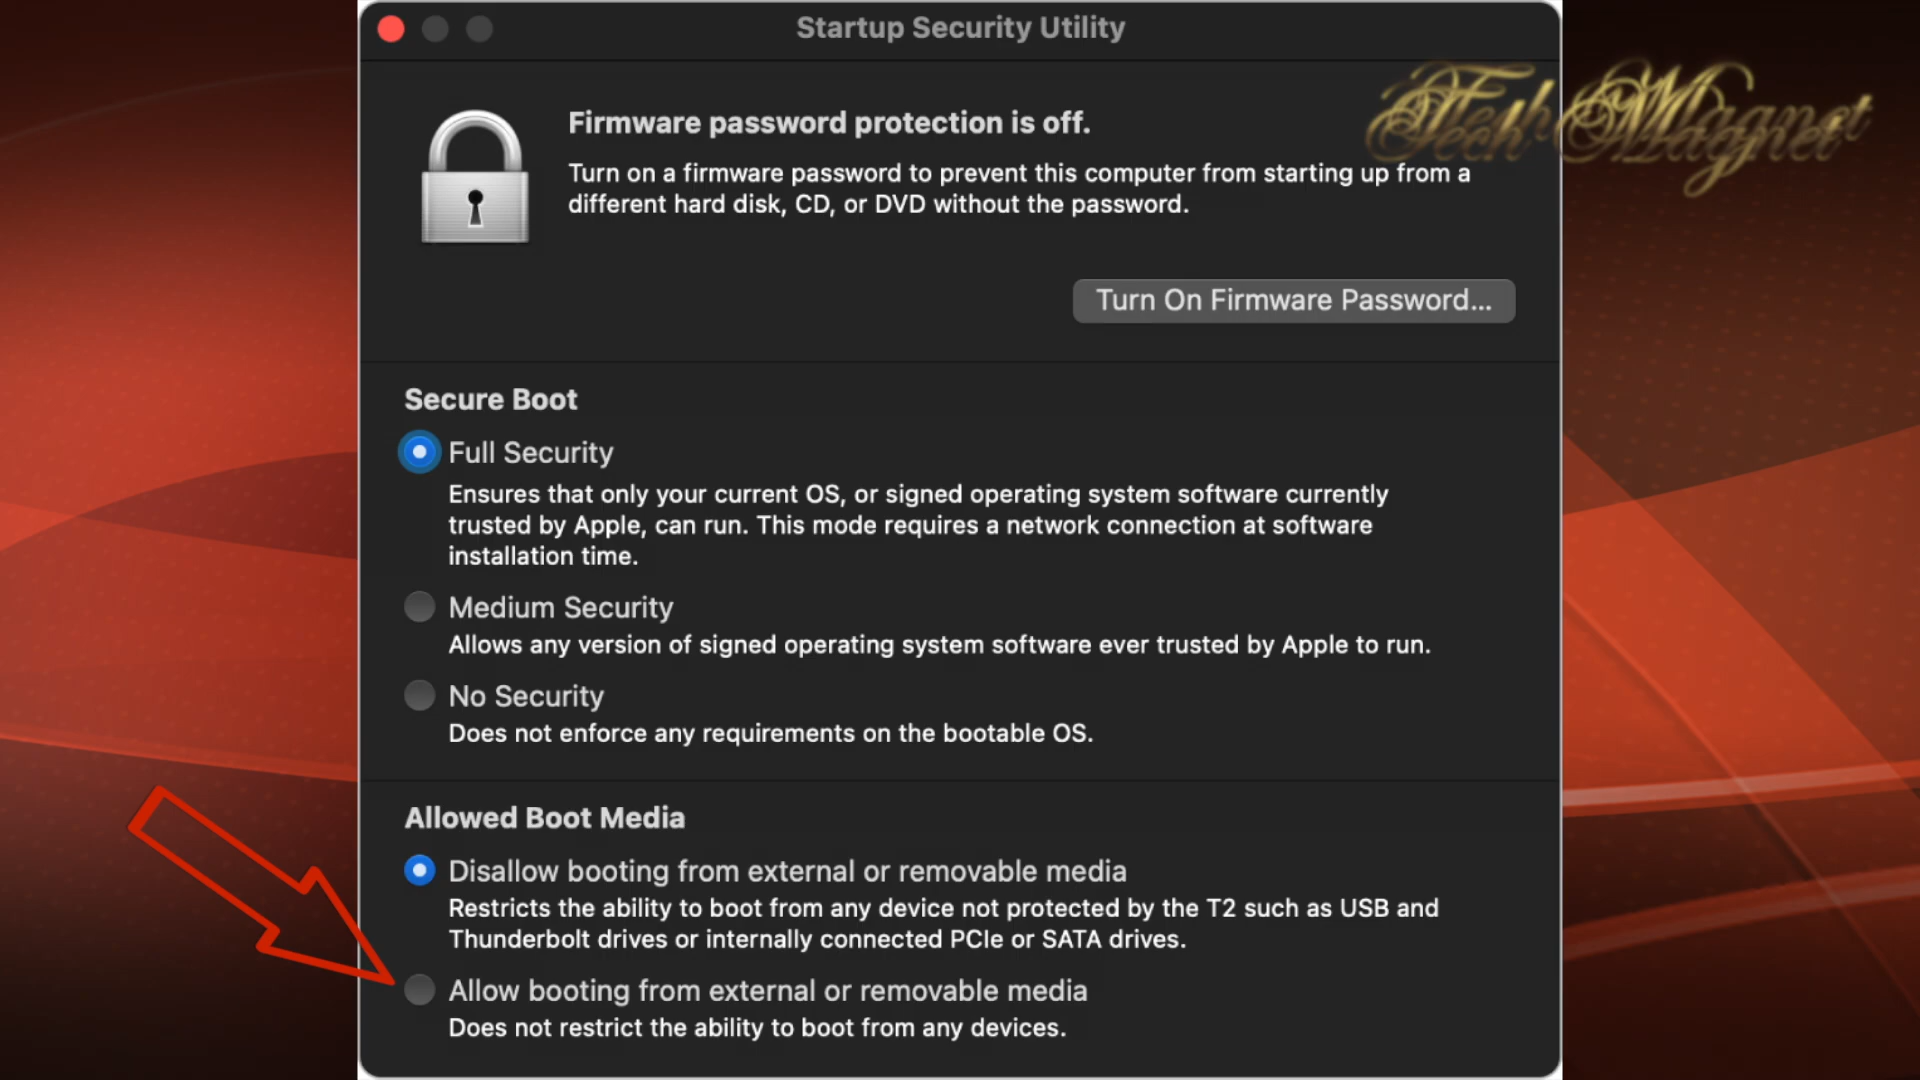 Startup Security Utility
Tech Magnet
Firmware password protection is off.
Turn on a firmware password to prevent this computer from starting up from a
different hard disk, CD, or DVD without the password.
Turn On Firmware Password...
Secure Boot
Full Security
Ensures that only your current OS, or signed operating system software currently
trusted by Apple, can run. This mode requires a network connection at software
installation time.
Medium Security
Allows any version of signed operating system software ever trusted by Apple to run.
No Security
Does not enforce any requirements on the bootable OS.
Allowed Boot Media
Disallow booting from external or removable media
Restricts the ability to boot from any device not protected by the T2 such as USB and
Thunderbolt drives or internally connected PCIe or SATA drives.
Allow booting from external or removable media
Does not restrict the ability to boot from any devices.